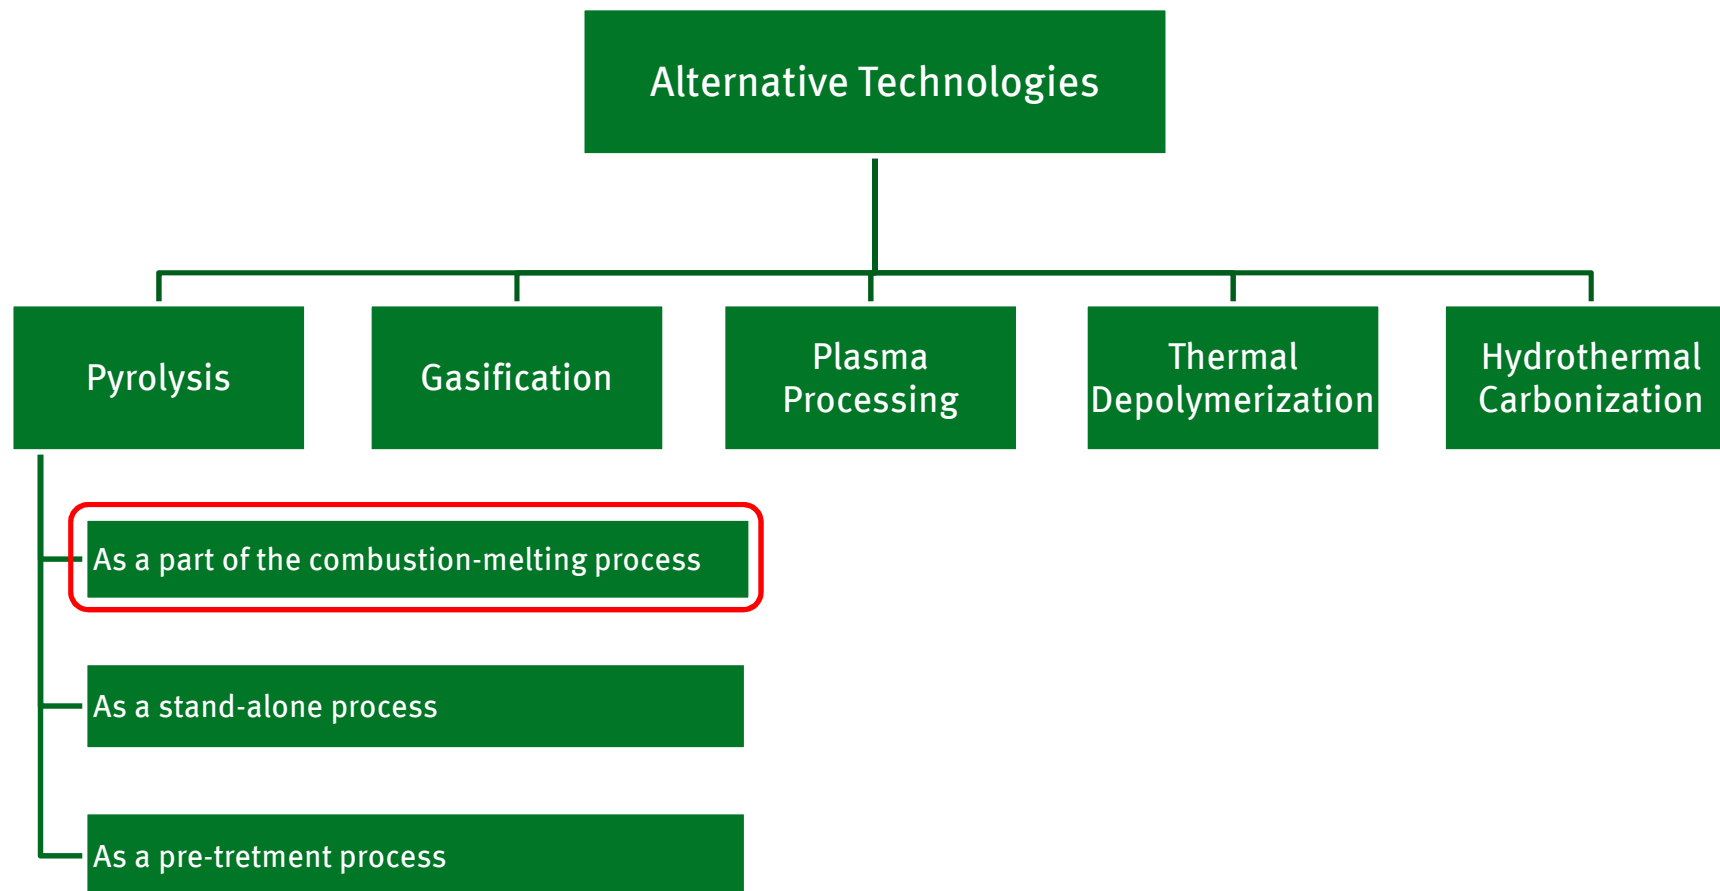 Alternative Technologies
Pyrolysis
Gasification
Plasma
Processing
Thermal
Depolymerization
Hydrothermal
Carbonization
As a part of the combustion-melting process
As a stand-alone process
As a pre-tretment process